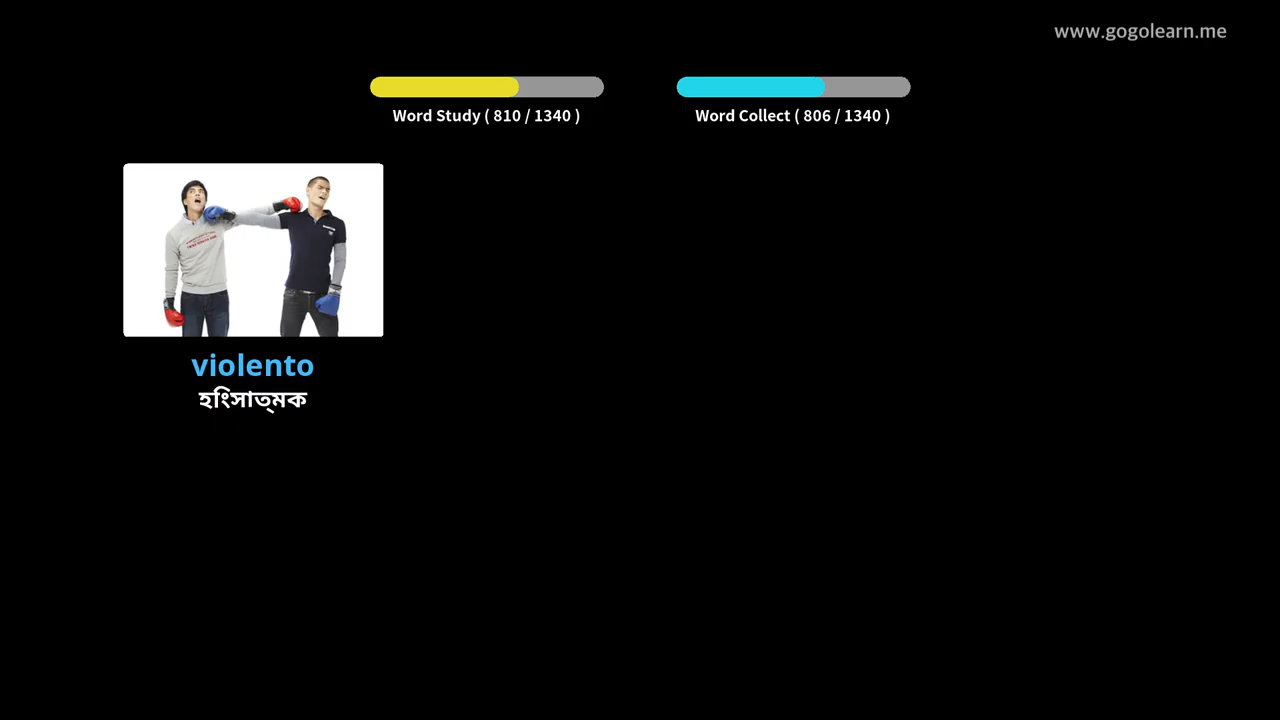 www.gogolearn.me
Word Study ( 810 / 1340 )
Word Collect ( 806 / 1340 )
violento
হিংসাত্মক